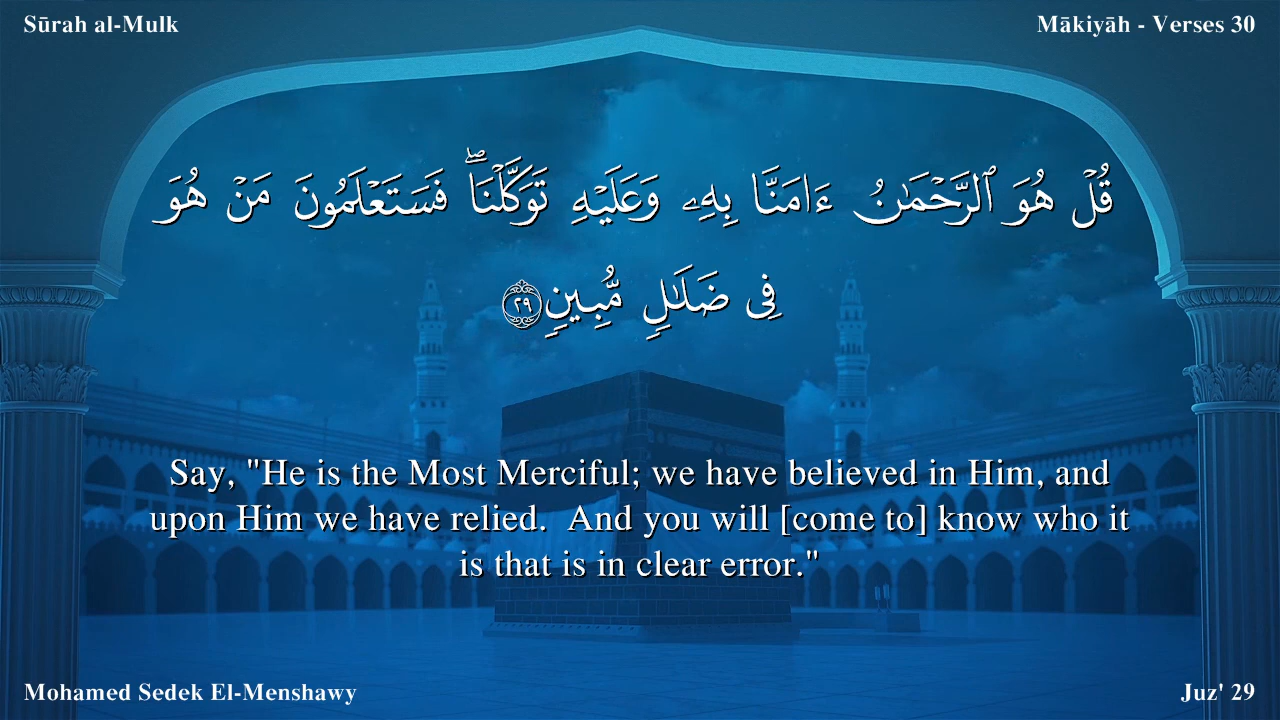 Sūrah al-Mulk
Mākiyāh - Verses 30
قُلْ هُوَ ٱلرَّحْمَـٰنُ ءَامَنَّا بِهِۦ وَعَلَيْهِ تَوَكَّلْنَا ۖ فَسَتَعْلَمُونَ مَنْ هُوَ
فِى ضَلَـٰلٍ مُّبِينٍ ٢٩
Say, "He is the Most Merciful; we have believed in Him, and
upon Him we have relied.  And you will [come to] know who it
is that is in clear error."
Mohamed Sedek El-Menshawy
Juz' 29